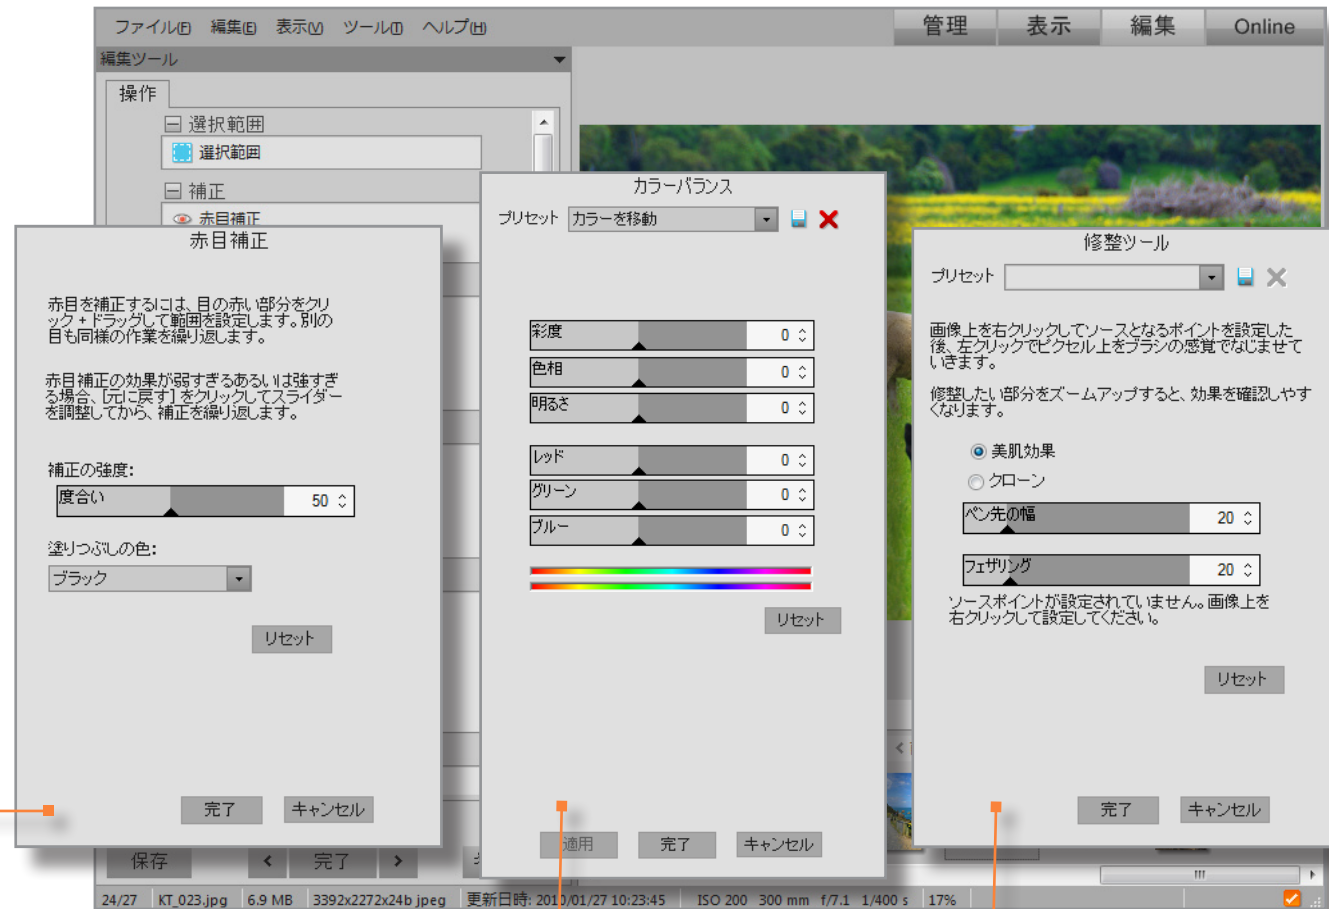 ファイル(F) 編集(E) 表示(V) ツール(T) ヘルプ(H)
管理 表示 編集 Online
編集ツール
操作
選択範囲
選択範囲
補正
赤目補正
赤目補正
赤目を補正するには、目の赤い部分をクリ
ック + ドラッグして範囲を設定します。別の
目も同様の作業を繰り返します。
赤目補正の効果が弱すぎるあるいは強すぎ
る場合、[元に戻す] をクリックしてスライダー
を調整してから、補正を繰り返します。
補正の強度:
度合い 50
塗りつぶしの色:
ブラック
リセット
完了 キャンセル
カラーバランス
プリセット カラーを移動
彩度 0
色相 0
明るさ 0
レッド 0
グリーン 0
ブルー 0
リセット
適用 完了 キャンセル
修整ツール
プリセット
画像上を右クリックしてソースとなるポイントを設定した
後、左クリックでピクセル上をブラシの感覚でなじませて
いきます。
修整したい部分をズームアップすると、効果を確認しやす
くなります。
美肌効果
クローン
ペン先の幅 20
フェザリング 20
ソースポイントが設定されていません。画像上を
右クリックして設定してください。
リセット
完了 キャンセル
保存 < 完了 >
24/27 KT_023.jpg 6.9 MB 3392x2272x24b jpeg 更新日時: 2010/01/27 10:23:45 ISO 200 300 mm f/7.1 1/400 s 17%